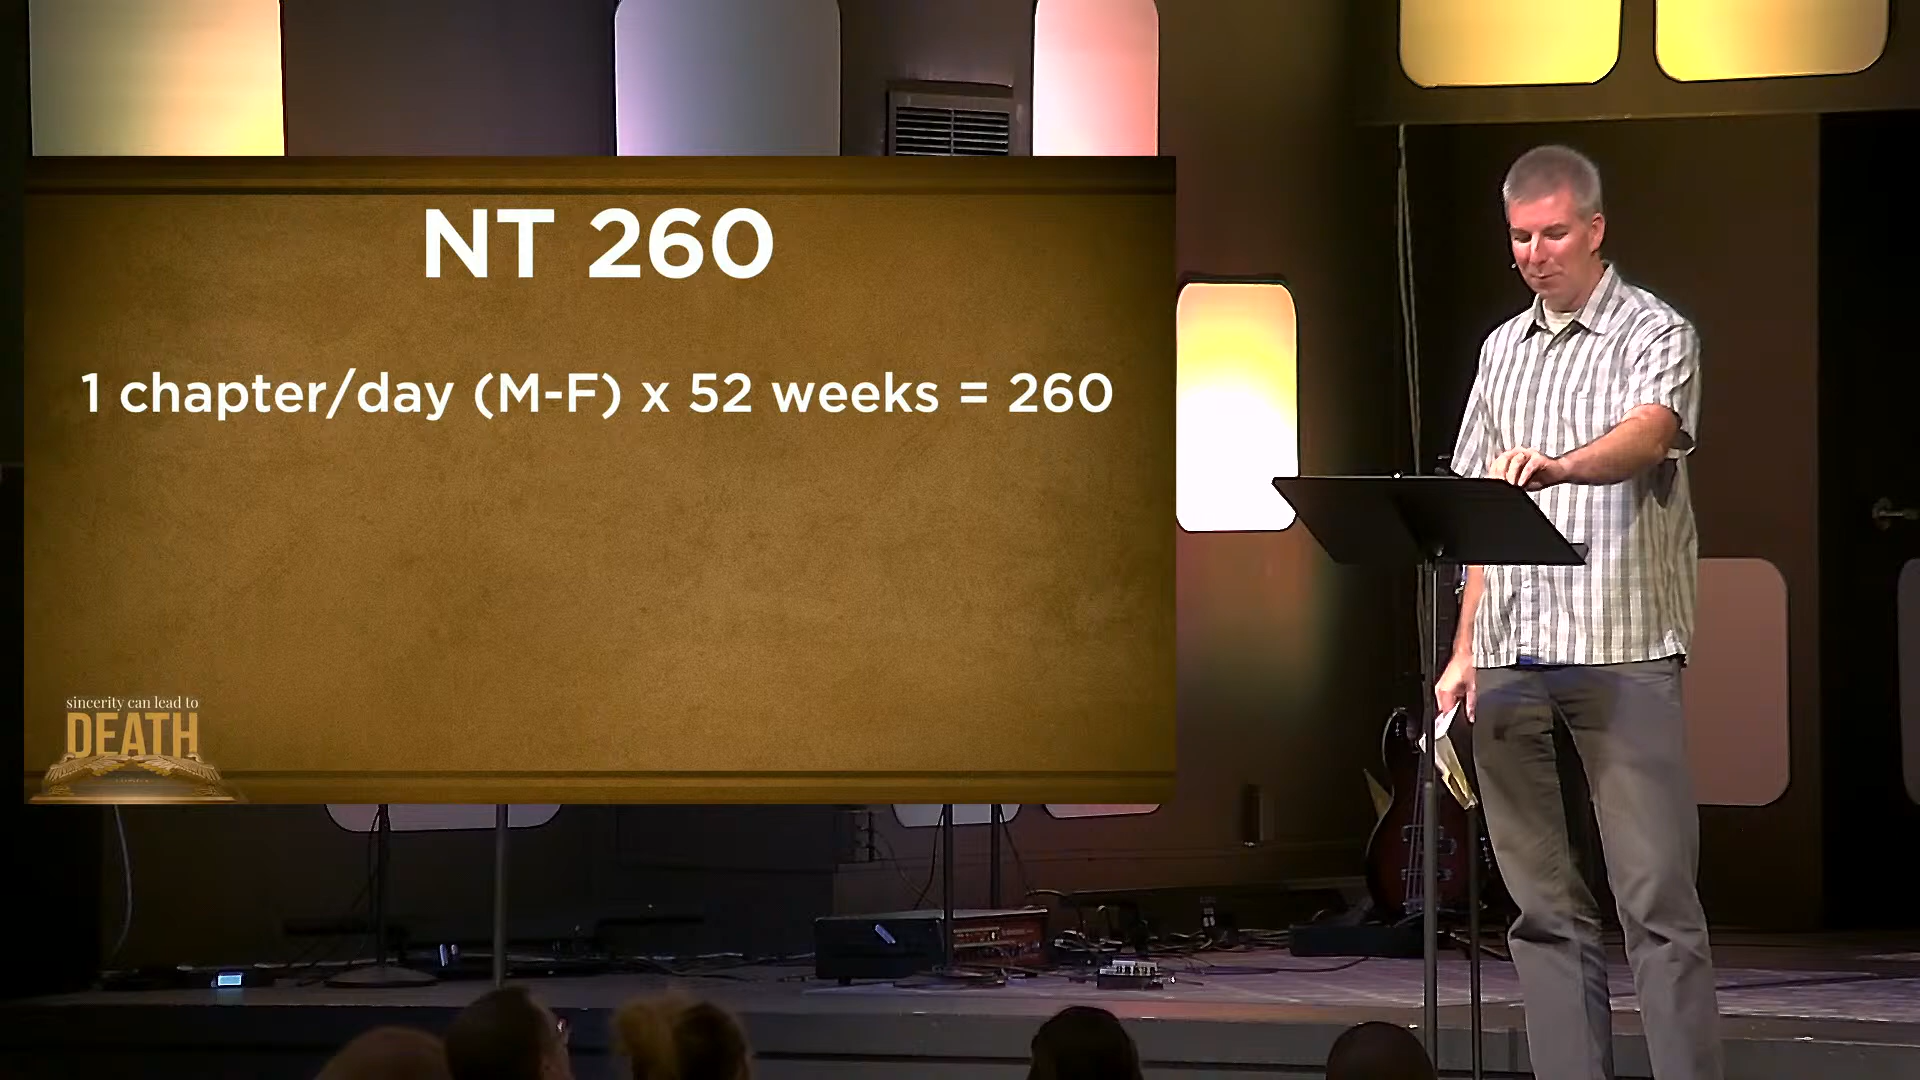 NT 260
1 chapter/day (M-F) x 52 weeks = 260
sincerity can lead to
DEATH